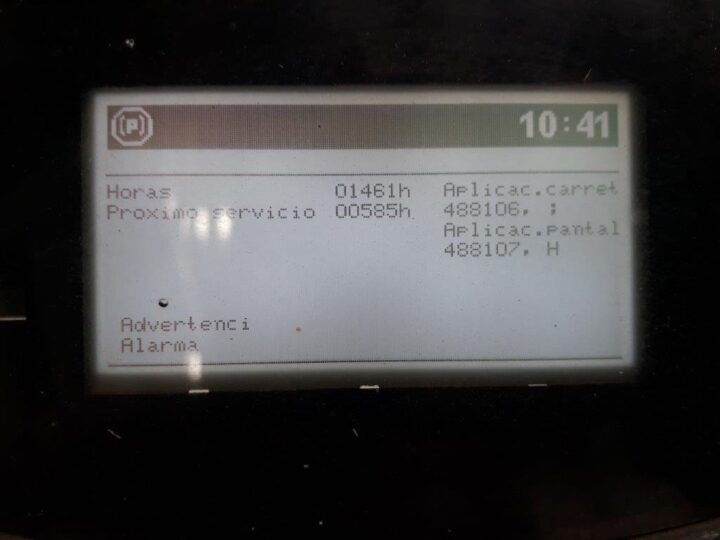 (P) 10:41
Horas 01461h
Proximo servicio 00585h
Aplicac.carret
488106, ;
Aplicac.pantal
488107, H
Advertenci
Alarma